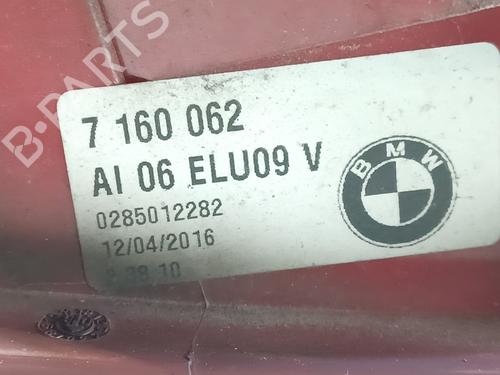 B-PARTS
7 160 062
AI 06 ELU09 V
BMW
0285012282
12/04/2016